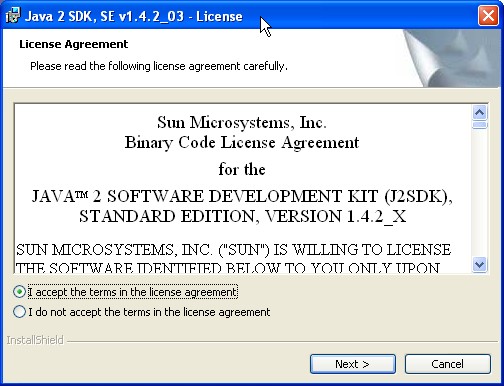 Java 2 SDK, SE v1.4.2_03 - License
License Agreement
Please read the following license agreement carefully.
Sun Microsystems, Inc.
Binary Code License Agreement
for the
JAVA™ 2 SOFTWARE DEVELOPMENT KIT (J2SDK),
STANDARD EDITION, VERSION 1.4.2_X
SUN MICROSYSTEMS, INC. ("SUN") IS WILLING TO LICENSE
THE SOFTWARE IDENTIFIED BELOW TO YOU ONLY UPON
I accept the terms in the license agreement
I do not accept the terms in the license agreement
InstallShield
Next >
Cancel